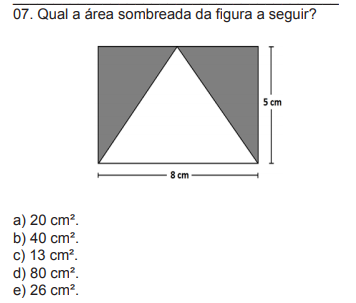 07. Qual a área sombreada da figura a seguir?
5 cm
8 cm
a) 20 cm².
b) 40 cm².
c) 13 cm².
d) 80 cm².
e) 26 cm².